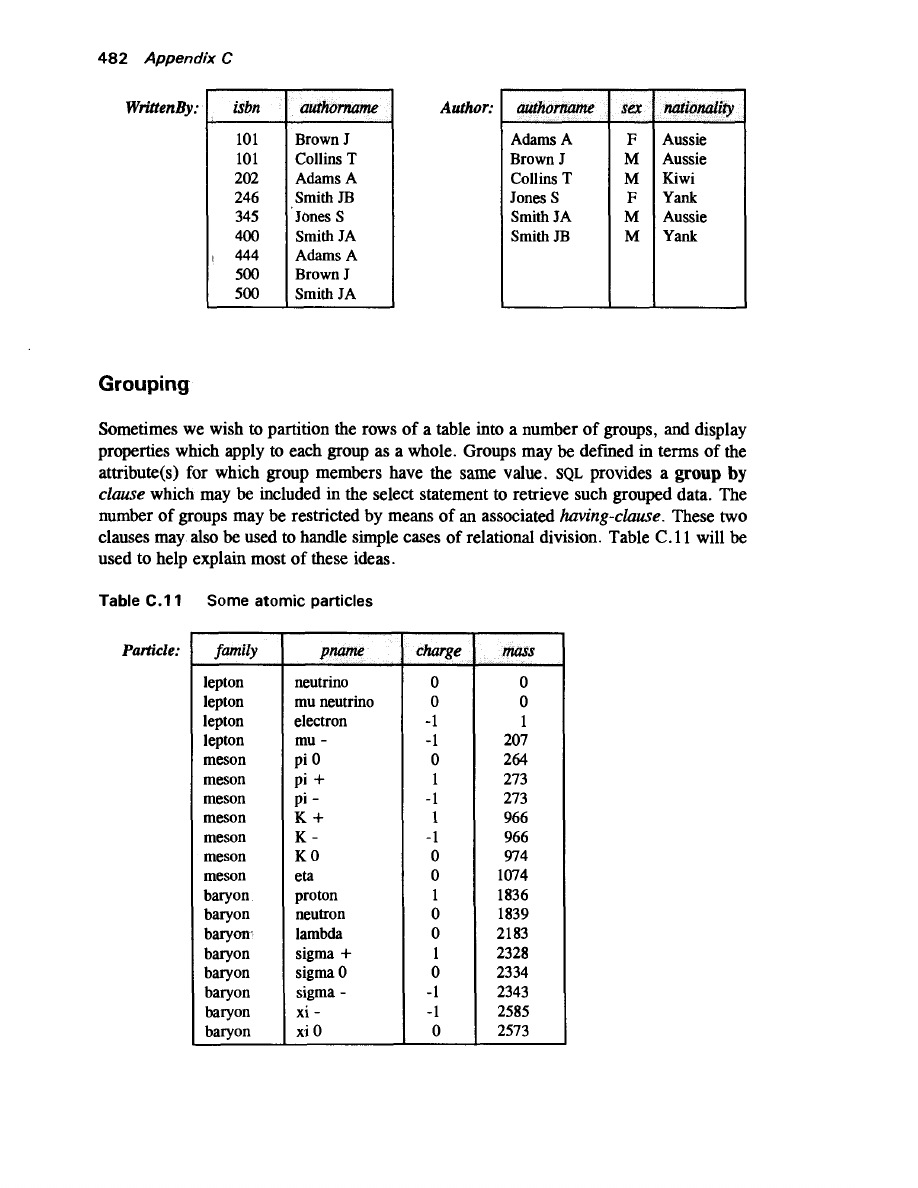 482 Appendix C
WrittenBy: isbn authorname
101 Brown J
101 Collins T
202 Adams A
246 Smith JB
345 Jones S
400 Smith JA
444 Adams A
500 Brown J
500 Smith JA
Author: authorname sex nationality
Adams A F Aussie
Brown J M Aussie
Collins T M Kiwi
Jones S F Yank
Smith JA M Aussie
Smith JB M Yank
Grouping
Sometimes we wish to partition the rows of a table into a number of groups, and display
properties which apply to each group as a whole. Groups may be defined in terms of the
attribute(s) for which group members have the same value. SQL provides a group by
clause which may be included in the select statement to retrieve such grouped data. The
number of groups may be restricted by means of an associated having-clause. These two
clauses may also be used to handle simple cases of relational division. Table C.11 will be
used to help explain most of these ideas.
Table C.11 Some atomic particles
Particle: family pname charge mass
lepton neutrino 0 0
lepton mu neutrino 0 0
lepton electron -1 1
lepton mu - -1 207
meson pi 0 0 264
meson pi + 1 273
meson pi - -1 273
meson K + 1 966
meson K - -1 966
meson K 0 0 974
meson eta 0 1074
baryon proton 1 1836
baryon neutron 0 1839
baryon lambda 0 2183
baryon sigma + 1 2328
baryon sigma 0 0 2334
baryon sigma - -1 2343
baryon xi - -1 2585
baryon xi 0 0 2573